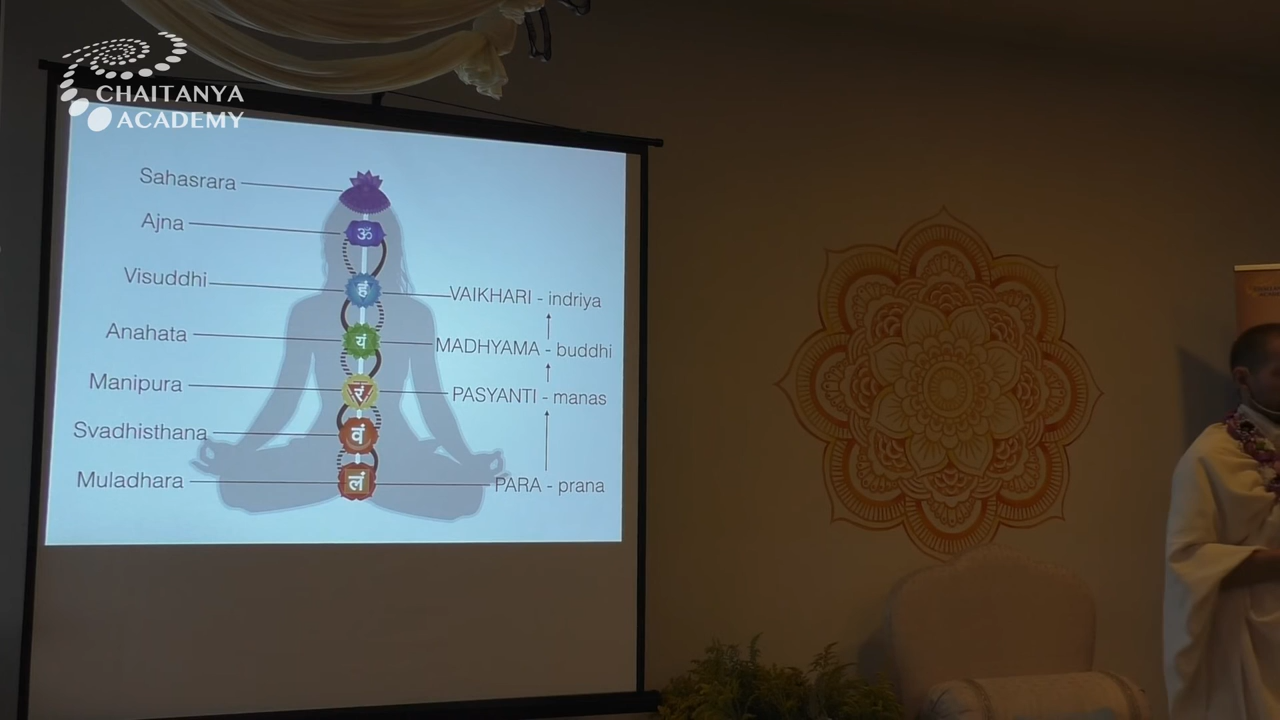 CHAITANYA
ACADEMY
Sahasrara
Ajna
ॐ
Visuddhi
हं
VAIKHARI - indriya
Anahata
यं
MADHYAMA - buddhi
Manipura
रं
PASYANTI - manas
Svadhisthana
वं
Muladhara
लं
PARA - prana